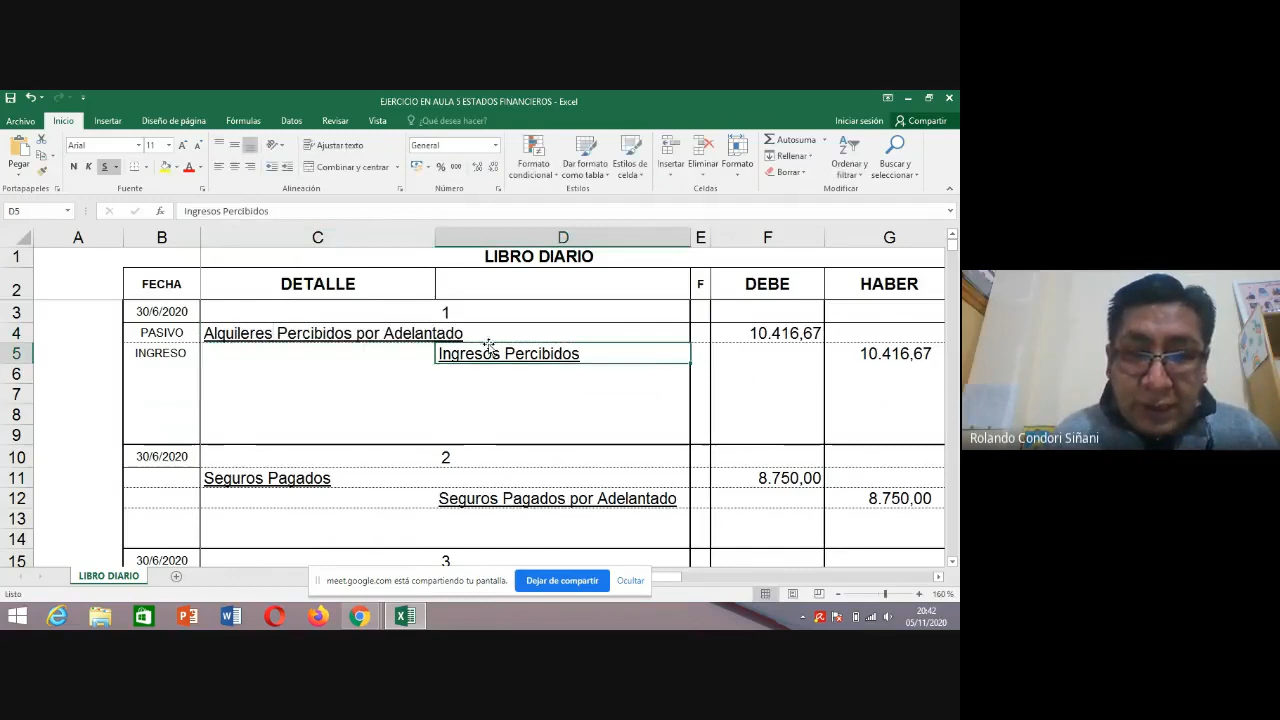 EJERCICIO EN AULA 5 ESTADOS FINANCIEROS - Excel
Archivo Inicio Insertar Diseño de página Fórmulas Datos Revisar Vista ¿Qué desea hacer? Iniciar sesión Compartir
Pegar
Arial 11
N K S
Ajustar texto
Combinar y centrar
General
% 000
Formato condicional
Dar formato como tabla
Estilos de celda
Insertar Eliminar Formato
Autosuma
Rellenar
Borrar
Ordenar y filtrar
Buscar y seleccionar
Portapapeles Fuente Alineación Número Estilos Celdas Modificar
D5 fx Ingresos Percibidos
A B C D E F G
1 LIBRO DIARIO
2 FECHA DETALLE F DEBE HABER
3 30/6/2020 1
4 PASIVO Alquileres Percibidos por Adelantado 10.416,67
5 INGRESO Ingresos Percibidos 10.416,67
6
7
8
9
10 30/6/2020 2
11 Seguros Pagados 8.750,00
12 Seguros Pagados por Adelantado 8.750,00
13
14
15 30/6/2020 3
LIBRO DIARIO
meet.google.com está compartiendo tu pantalla. Dejar de compartir Ocultar
Listo
160 %
20:42
05/11/2020
Rolando Condori Siñani